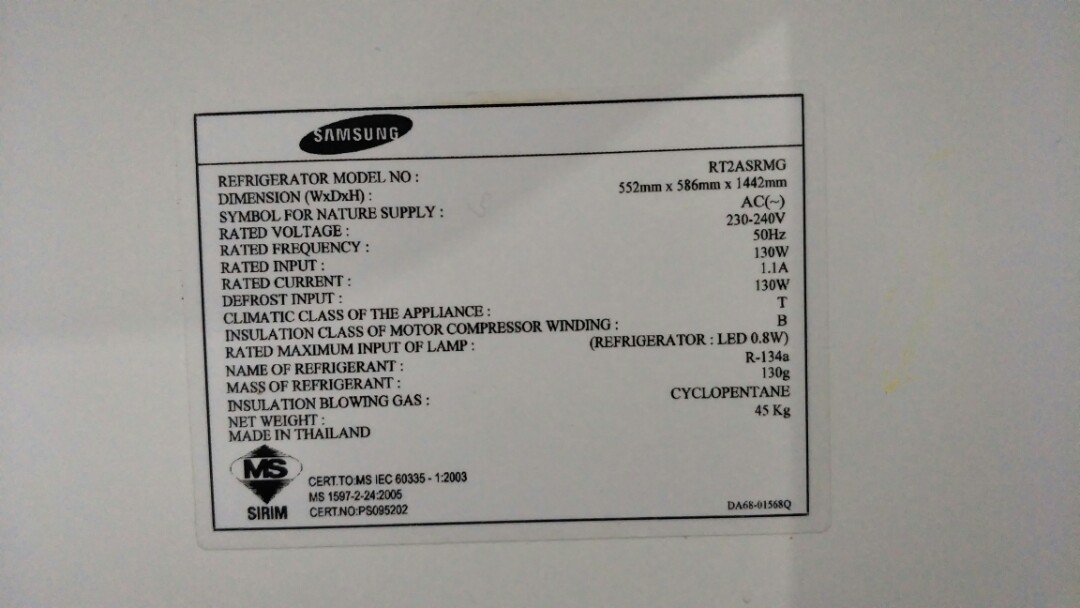 SAMSUNG
REFRIGERATOR MODEL NO : RT2ASRMG
DIMENSION (WxDxH) : 552mm x 586mm x 1442mm
SYMBOL FOR NATURE SUPPLY : AC(~)
RATED VOLTAGE : 230-240V
RATED FREQUENCY : 50Hz
RATED INPUT : 130W
RATED CURRENT : 1.1A
DEFROST INPUT : 130W
CLIMATIC CLASS OF THE APPLIANCE : T
INSULATION CLASS OF MOTOR COMPRESSOR WINDING : B
RATED MAXIMUM INPUT OF LAMP : (REFRIGERATOR : LED 0.8W)
NAME OF REFRIGERANT : R-134a
MASS OF REFRIGERANT : 130g
INSULATION BLOWING GAS : CYCLOPENTANE
NET WEIGHT : 45 Kg
MADE IN THAILAND
MS
SIRIM
CERT.TO:MS IEC 60335 - 1:2003
MS 1597-2-24:2005
CERT.NO:PS095202
DA68-01568Q